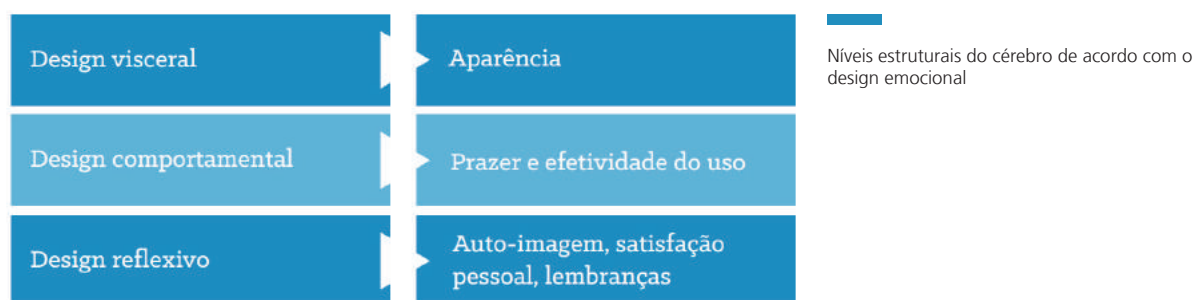 Design visceral
Aparência
Níveis estruturais do cérebro de acordo com o
design emocional
Design comportamental
Prazer e efetividade do uso
Design reflexivo
Auto-imagem, satisfação
pessoal, lembranças